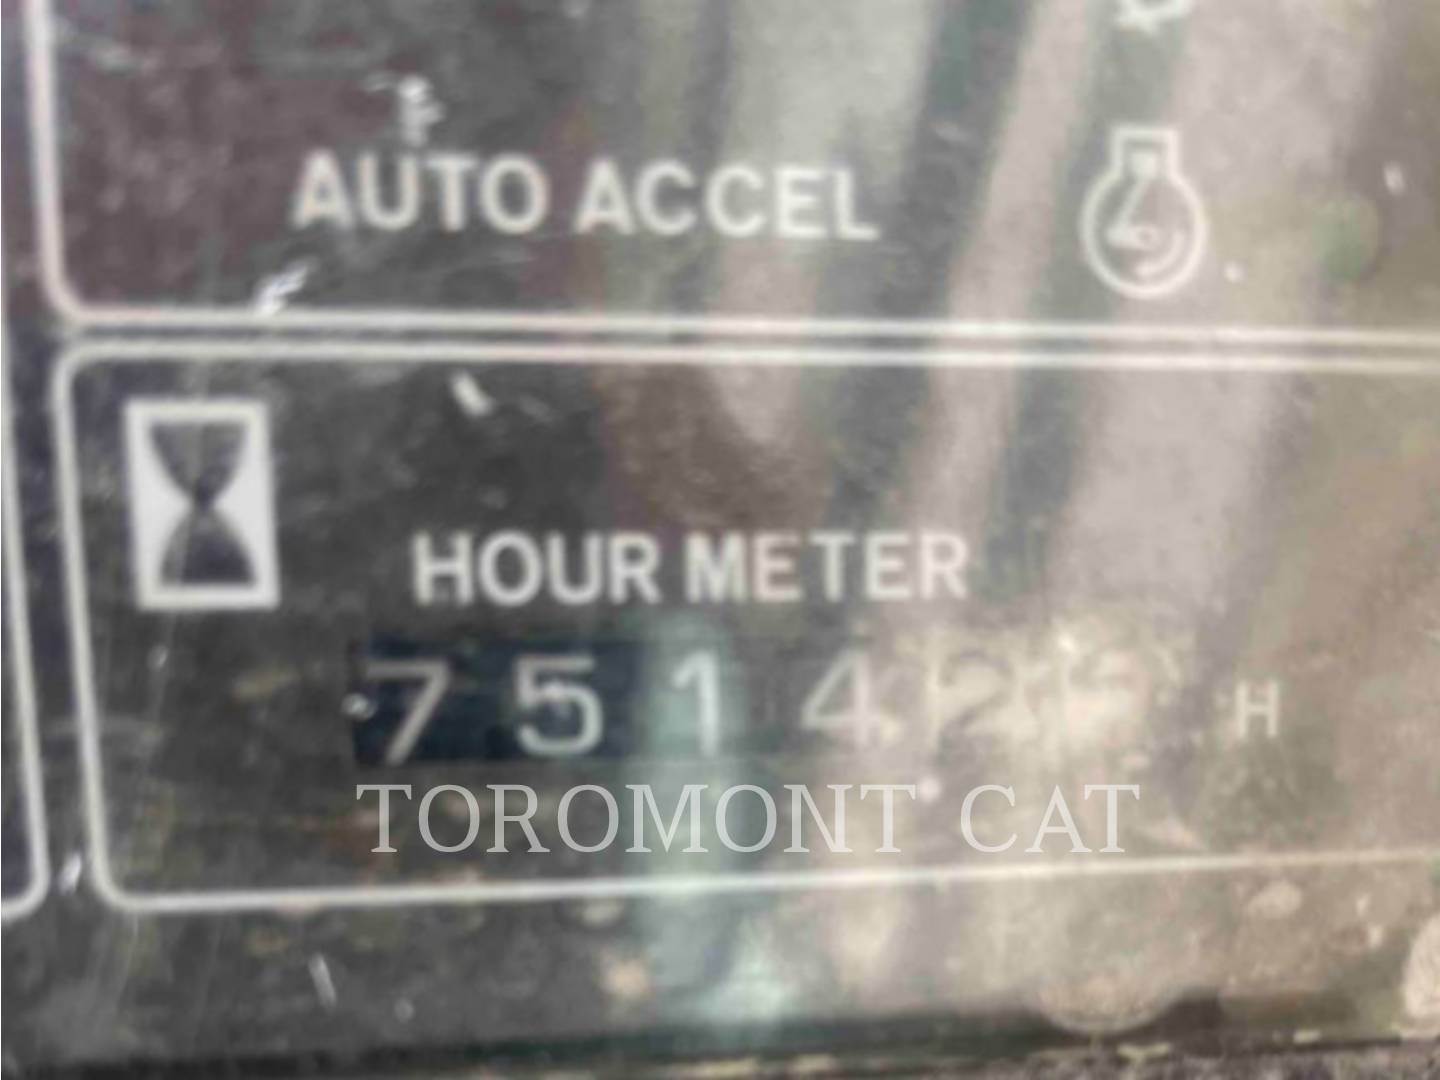 AUTO ACCEL
HOUR METER
7514 H
TOROMONT CAT